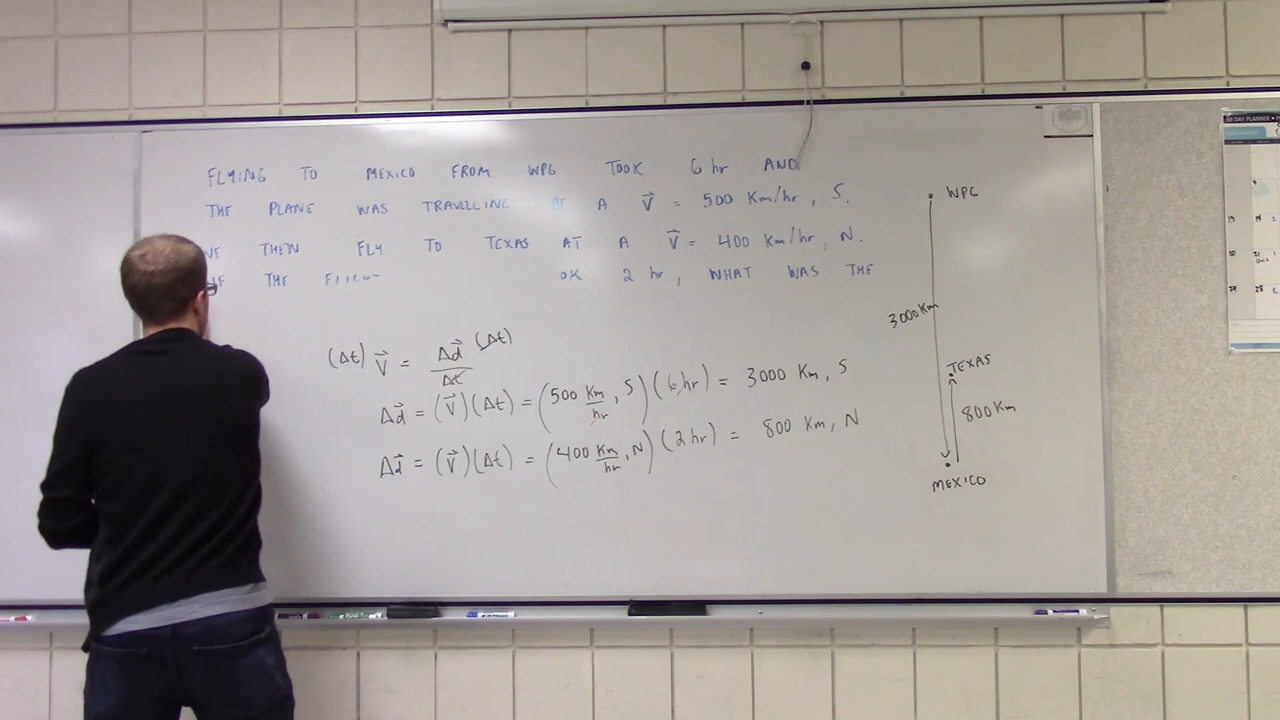 FLYING TO MEXICO FROM WPG TOOK 6 hr AND
THE PLANE WAS TRAVELLING AT A V⃗ = 500 Km/hr, S.
THEN FLY TO TEXAS AT A V⃗ = 400 Km/hr, N.
THE 2 hr, WHAT WAS THE
(Δt) V⃗ = Δd⃗/Δt (Δt)
Δd⃗ = (V⃗)(Δt) = (500 Km/hr, S)(6 hr) = 3000 Km, S
Δd⃗ = (V⃗)(Δt) = (400 Km/hr, N)(2 hr) = 800 Km, N
WPG
3000 Km
TEXAS
800 Km
MEXICO
DAY PLANNER